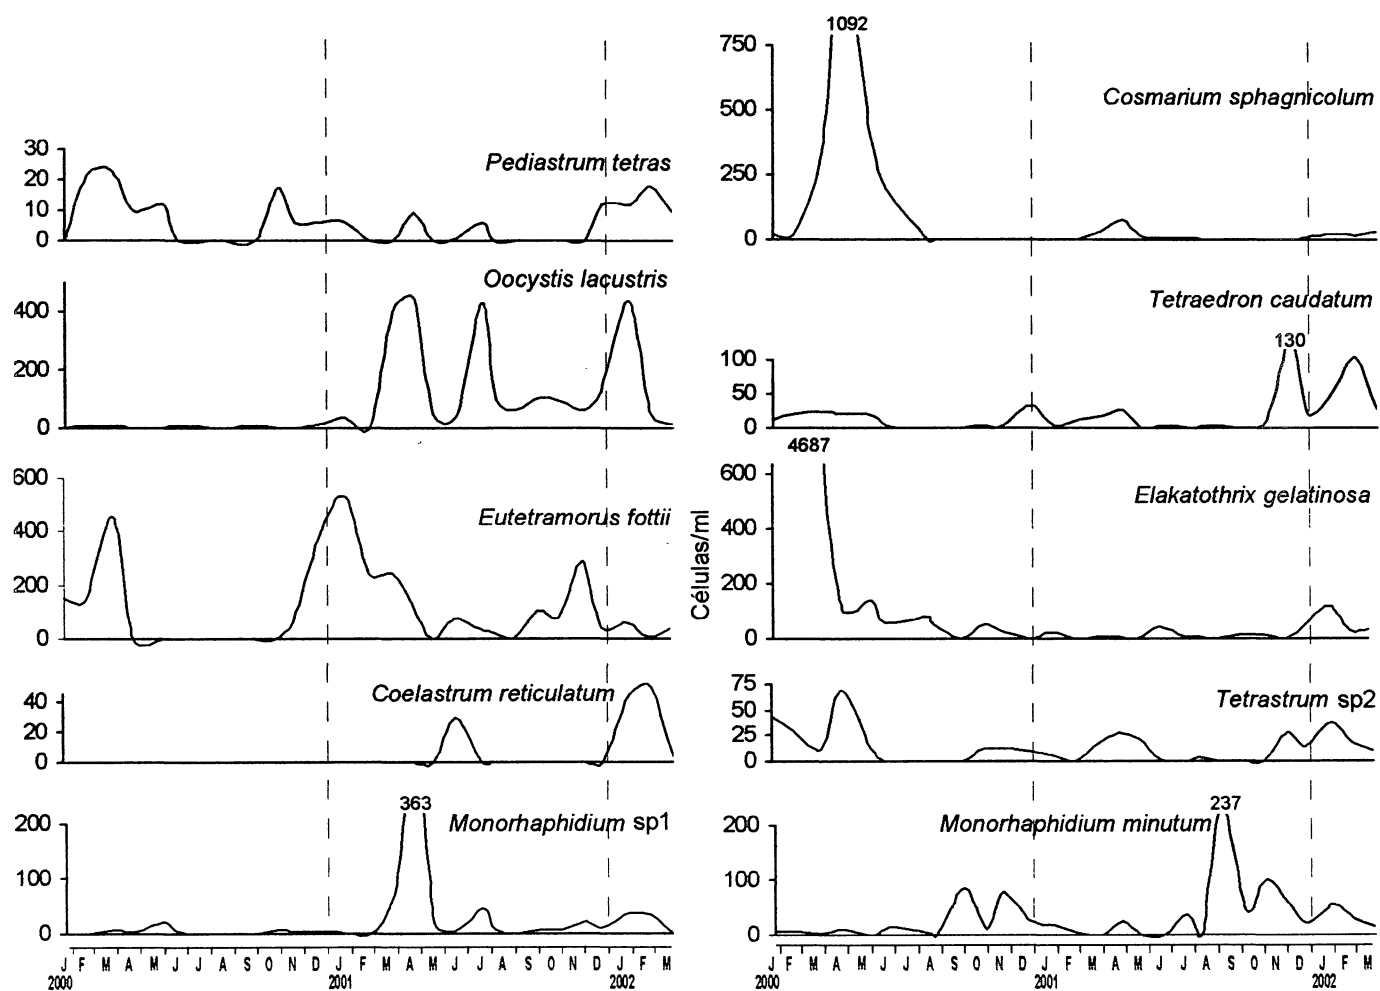 30
20
10
0
Pediastrum tetras
400
200
0
Oocystis lacustris
600
400
200
0
Eutetramorus fottii
40
20
0
Coelastrum reticulatum
200
100
0
363
Monorhaphidium sp1
J F M A M J J A S O N D J F M A M J J A S O N D J F M
2000 2001 2002
Células/ml
1092
750
500
250
0
Cosmarium sphagnicolum
100
50
0
130
Tetraedron caudatum
4687
600
400
200
0
Elakatothrix gelatinosa
75
50
25
0
Tetrastrum sp2
200
100
0
237
Monorhaphidium minutum
J F M A M J J A S O N D J F M A M J J A S O N D J F M
2000 2001 2002